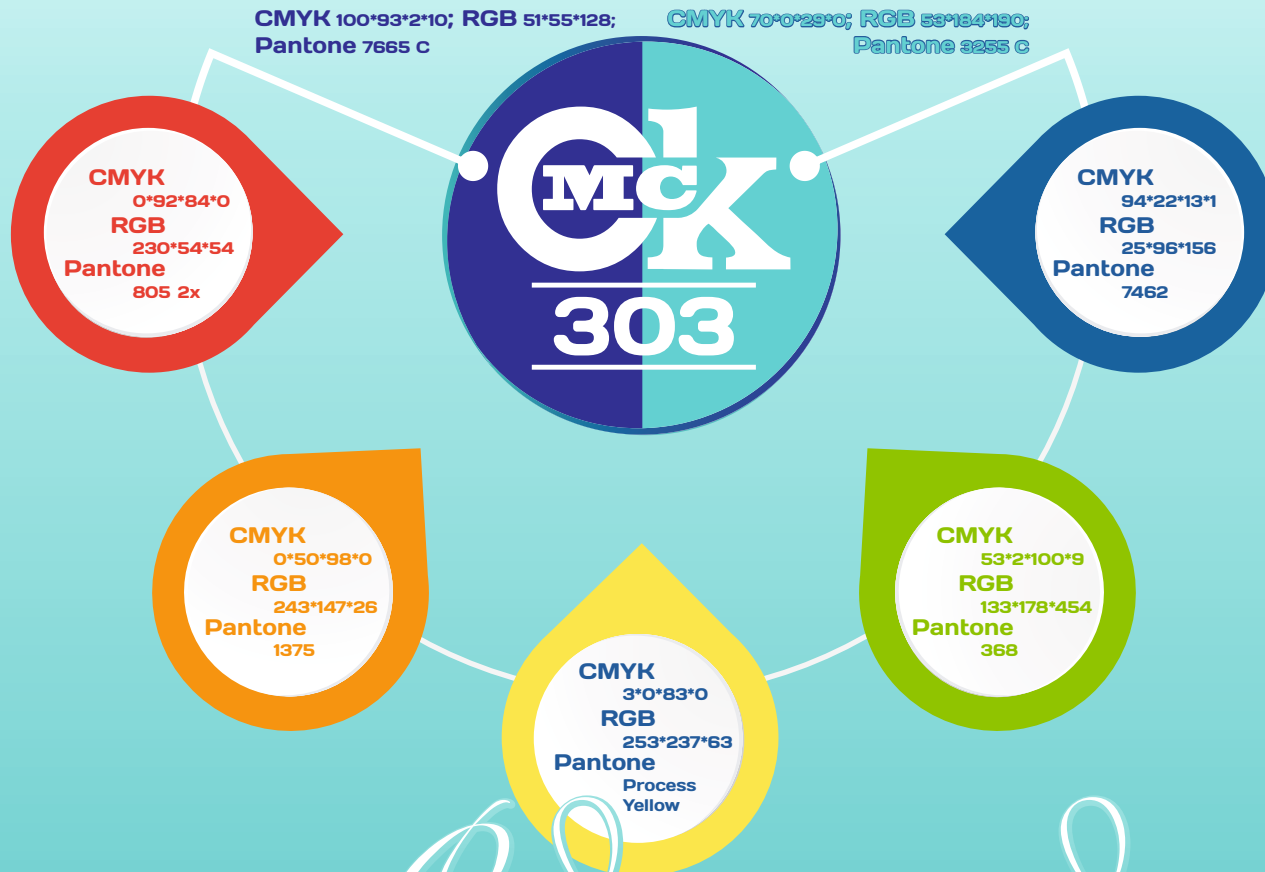 CMYK 100*93*2*10; RGB 51*55*128;
Pantone 7665 C
CMYK 70*0*29*0; RGB 53*184*190;
Pantone 3255 C
C1k
McK
303
CMYK
0*92*84*0
RGB
230*54*54
Pantone
805 2x
CMYK
94*22*13*1
RGB
25*96*156
Pantone
7462
CMYK
0*50*98*0
RGB
243*147*26
Pantone
1375
CMYK
53*2*100*9
RGB
133*178*454
Pantone
368
CMYK
3*0*83*0
RGB
253*237*63
Pantone
Process
Yellow